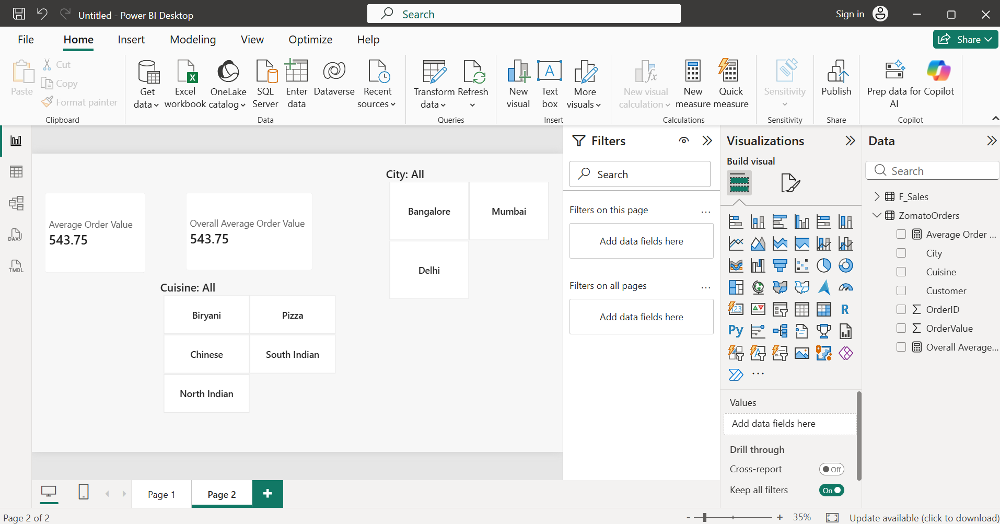 Untitled - Power BI Desktop
Search
Sign in
File
Home
Insert
Modeling
View
Optimize
Help
Share
Paste
Cut
Copy
Format painter
Clipboard
Get
data
Excel
workbook
OneLake
catalog
SQL
Server
Enter
data
Dataverse
Recent
sources
Data
Transform
data
Refresh
Queries
New
visual
Text
box
More
visuals
Insert
New visual
calculation
New
measure
Quick
measure
Calculations
Sensitivity
Sensitivity
Publish
Share
Prep data for
AI
Copilot
Copilot
DAX
TMDL
Average Order Value
543.75
Overall Average Order Value
543.75
City: All
Bangalore
Mumbai
Delhi
Cuisine: All
Biryani
Pizza
Chinese
South Indian
North Indian
Filters
Search
Filters on this page
...
Add data fields here
Filters on all pages
...
Add data fields here
Visualizations
Build visual
123
R
Py
...
Values
Add data fields here
Drill through
Cross-report
Off
Keep all filters
On
Data
Search
F_Sales
ZomatoOrders
Average Order ...
City
Cuisine
Customer
OrderID
OrderValue
Overall Average...
Page 1
Page 2
+
Page 2 of 2
-
+
35%
Update available (click to download)